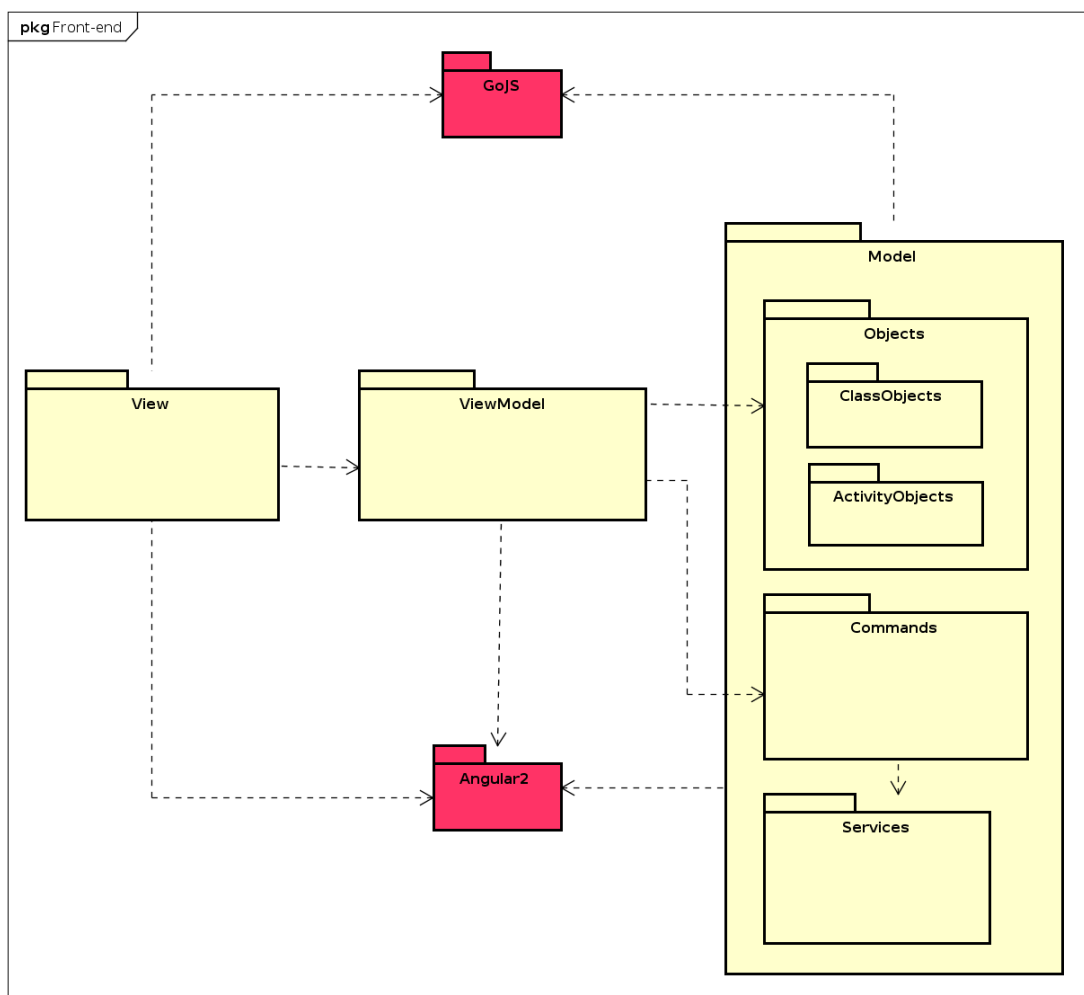 pkg Front-end
GoJS
Model
Objects
ClassObjects
View
ViewModel
ActivityObjects
Commands
Angular2
Services